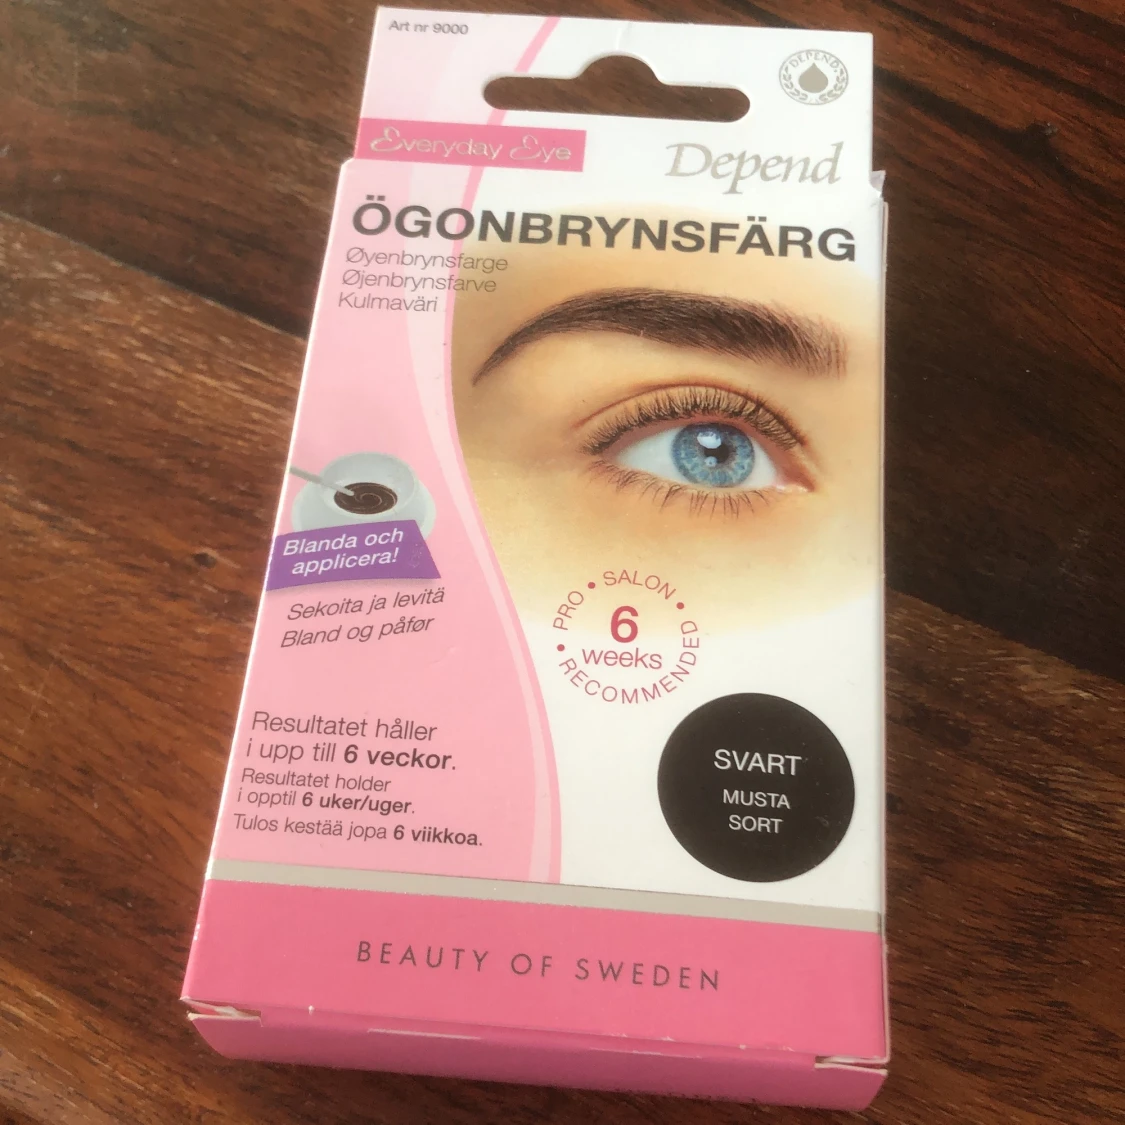 Art nr 9000
DEPEND
Everyday Eye
Depend
ÖGONBRYNSFÄRG
Øyenbrynsfarge
Øjenbrynsfarve
Kulmaväri
Blanda och
applicera!
Sekoita ja levitä
Bland og påfør
PRO • SALON • RECOMMENDED •
6
weeks
Resultatet håller
i upp till 6 veckor.
Resultatet holder
i opptil 6 uker/uger.
Tulos kestää jopa 6 viikkoa.
SVART
MUSTA
SORT
BEAUTY OF SWEDEN